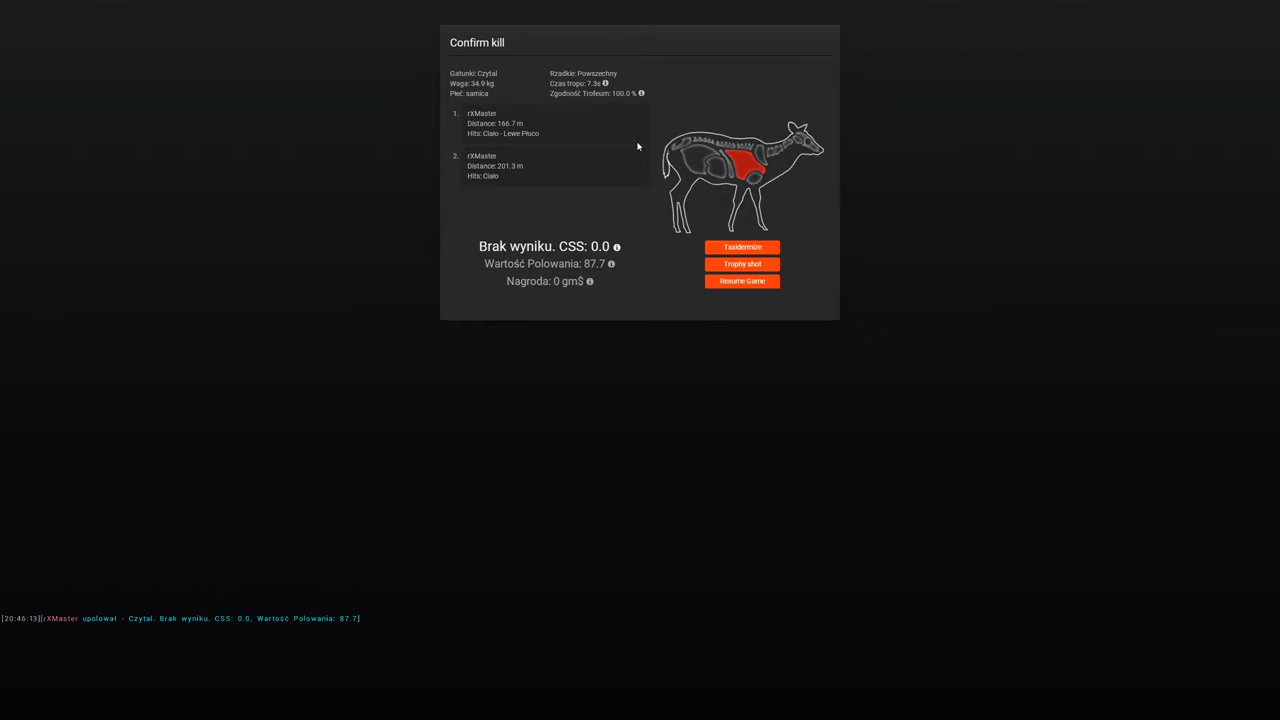 Confirm kill
Gatunki: Czytal
Waga: 34.9 kg
Płeć: samica
Rzadkie: Powszechny
Czas tropu: 7.3s
Zgodność Trofeum: 100.0 %
1. rXMaster
Distance: 166.7 m
Hits: Ciało - Lewe Płuco
2. rXMaster
Distance: 201.3 m
Hits: Ciało
Brak wyniku. CSS: 0.0
Wartość Polowania: 87.7
Nagroda: 0 gm$
Taxidermize
Trophy shot
Resume Game
[20:46:13][rXMaster upolował - Czytal. Brak wyniku. CSS: 0.0, Wartość Polowania: 87.7]